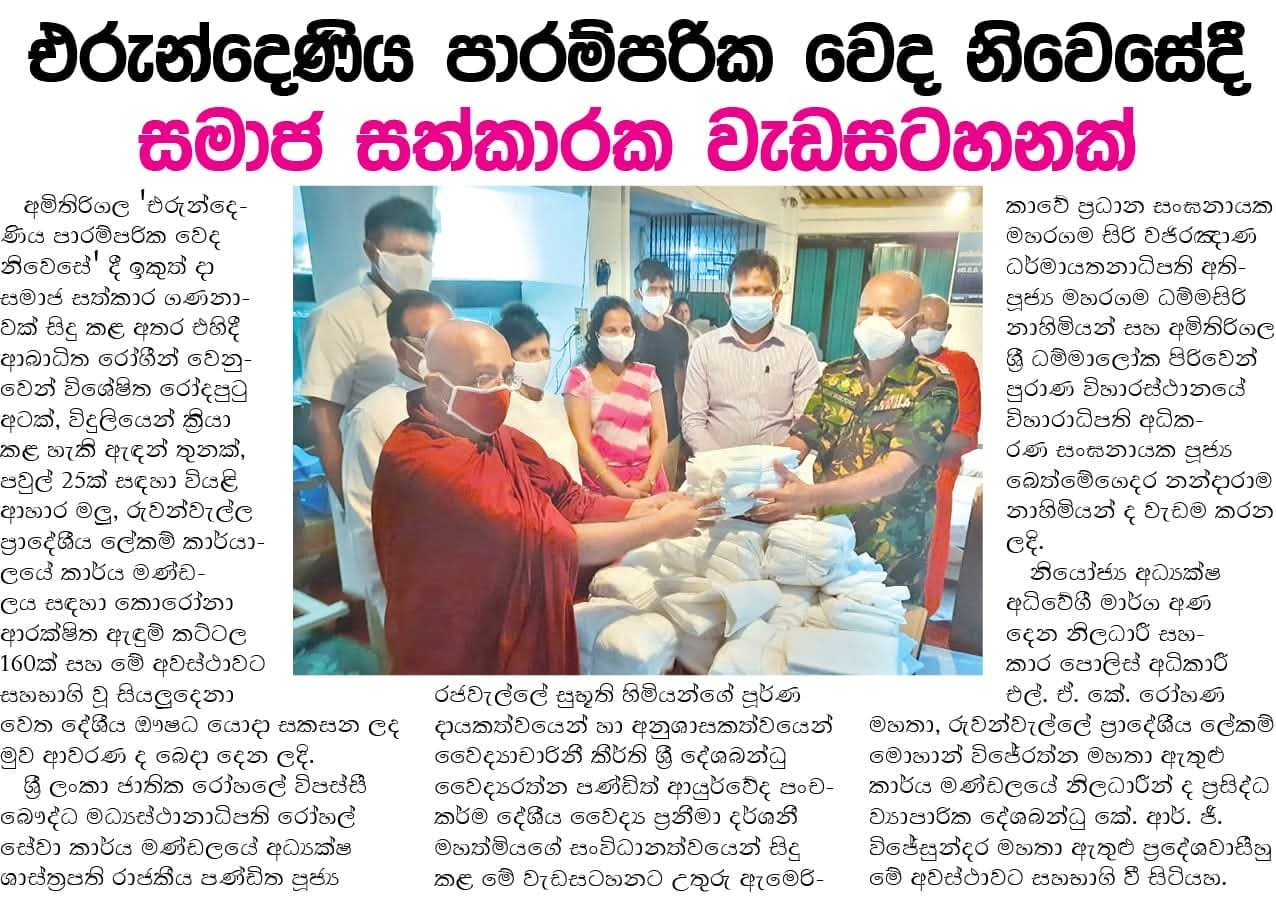 එරුන්දෙණිය පාරම්පරික වෙද නිවෙසේදී
සමාජ සත්කාරක වැඩසටහනක්
අමිතිරිගල 'එරුන්දෙ-
ණිය පාරම්පරික වෙද
නිවෙසේ' දී ඉකුත් දා
සමාජ සත්කාර ගණනා-
වක් සිදු කළ අතර එහිදී
ආබාධිත රෝගීන් වෙනු-
වෙන් විශේෂිත රෝදපුටු
අටක්, විදුලියෙන් ක්‍රියා
කළ හැකි ඇඳන් තුනක්,
පවුල් 25ක් සඳහා වියළි
ආහාර මලු, රුවන්වැල්ල
ප්‍රාදේශීය ලේකම් කාර්යා-
ලයේ කාර්ය මණ්ඩ-
ලය සඳහා කොරෝනා
ආරක්ෂිත ඇඳුම් කට්ටල
160ක් සහ මේ අවස්ථාවට
සහභාගි වූ සියලුදෙනා
වෙත දේශීය ඖෂධ යොදා සකසන ලද
මුව ආවරණ ද බෙදා දෙන ලදි.
ශ්‍රී ලංකා ජාතික රෝහලේ විපස්සී
බෞද්ධ මධ්‍යස්ථානාධිපති රෝහල්
සේවා කාර්ය මණ්ඩලයේ අධ්‍යක්ෂ
ශාස්ත්‍රපති රාජකීය පණ්ඩිත පූජ්‍ය
රජවැල්ලේ සුභූති හිමියන්ගේ පූර්ණ
දායකත්වයෙන් හා අනුශාසකත්වයෙන්
වෛද්‍යාචාරිනී කීර්ති ශ්‍රී දේශබන්ධු
වෛද්‍යරත්න පණ්ඩිත් ආයුර්වේද පංච-
කර්ම දේශීය වෛද්‍ය ප්‍රනීමා දර්ශනී
මහත්මියගේ සංවිධානත්වයෙන් සිදු
කළ මේ වැඩසටහනට උතුරු ඇමෙරි-
කාවේ ප්‍රධාන සංඝනායක
මහරගම සිරි වජිරඤාණ
ධර්මායතනාධිපති අති-
පූජ්‍ය මහරගම ධම්මසිරි
නාහිමියන් සහ අමිතිරිගල
ශ්‍රී ධම්මාලෝක පිරිවෙන්
පුරාණ විහාරස්ථානයේ
විහාරාධිපති අධික-
රණ සංඝනායක පූජ්‍ය
බෙත්මේගෙදර නන්දාරාම
නාහිමියන් ද වැඩම කරන
ලදි.
නියෝජ්‍ය අධ්‍යක්ෂ
අධිවේගී මාර්ග අණ
දෙන නිලධාරී සහ-
කාර පොලිස් අධිකාරී
එල්. ඒ. කේ. රෝහණ
මහතා, රුවන්වැල්ලේ ප්‍රාදේශීය ලේකම්
මොහාන් විජේරත්න මහතා ඇතුළු
කාර්ය මණ්ඩලයේ නිලධාරීන් ද ප්‍රසිද්ධ
ව්‍යාපාරික දේශබන්ධු කේ. ආර්. ජී.
විජේසුන්දර මහතා ඇතුළු ප්‍රදේශවාසීහු
මේ අවස්ථාවට සහභාගි වී සිටියහ.